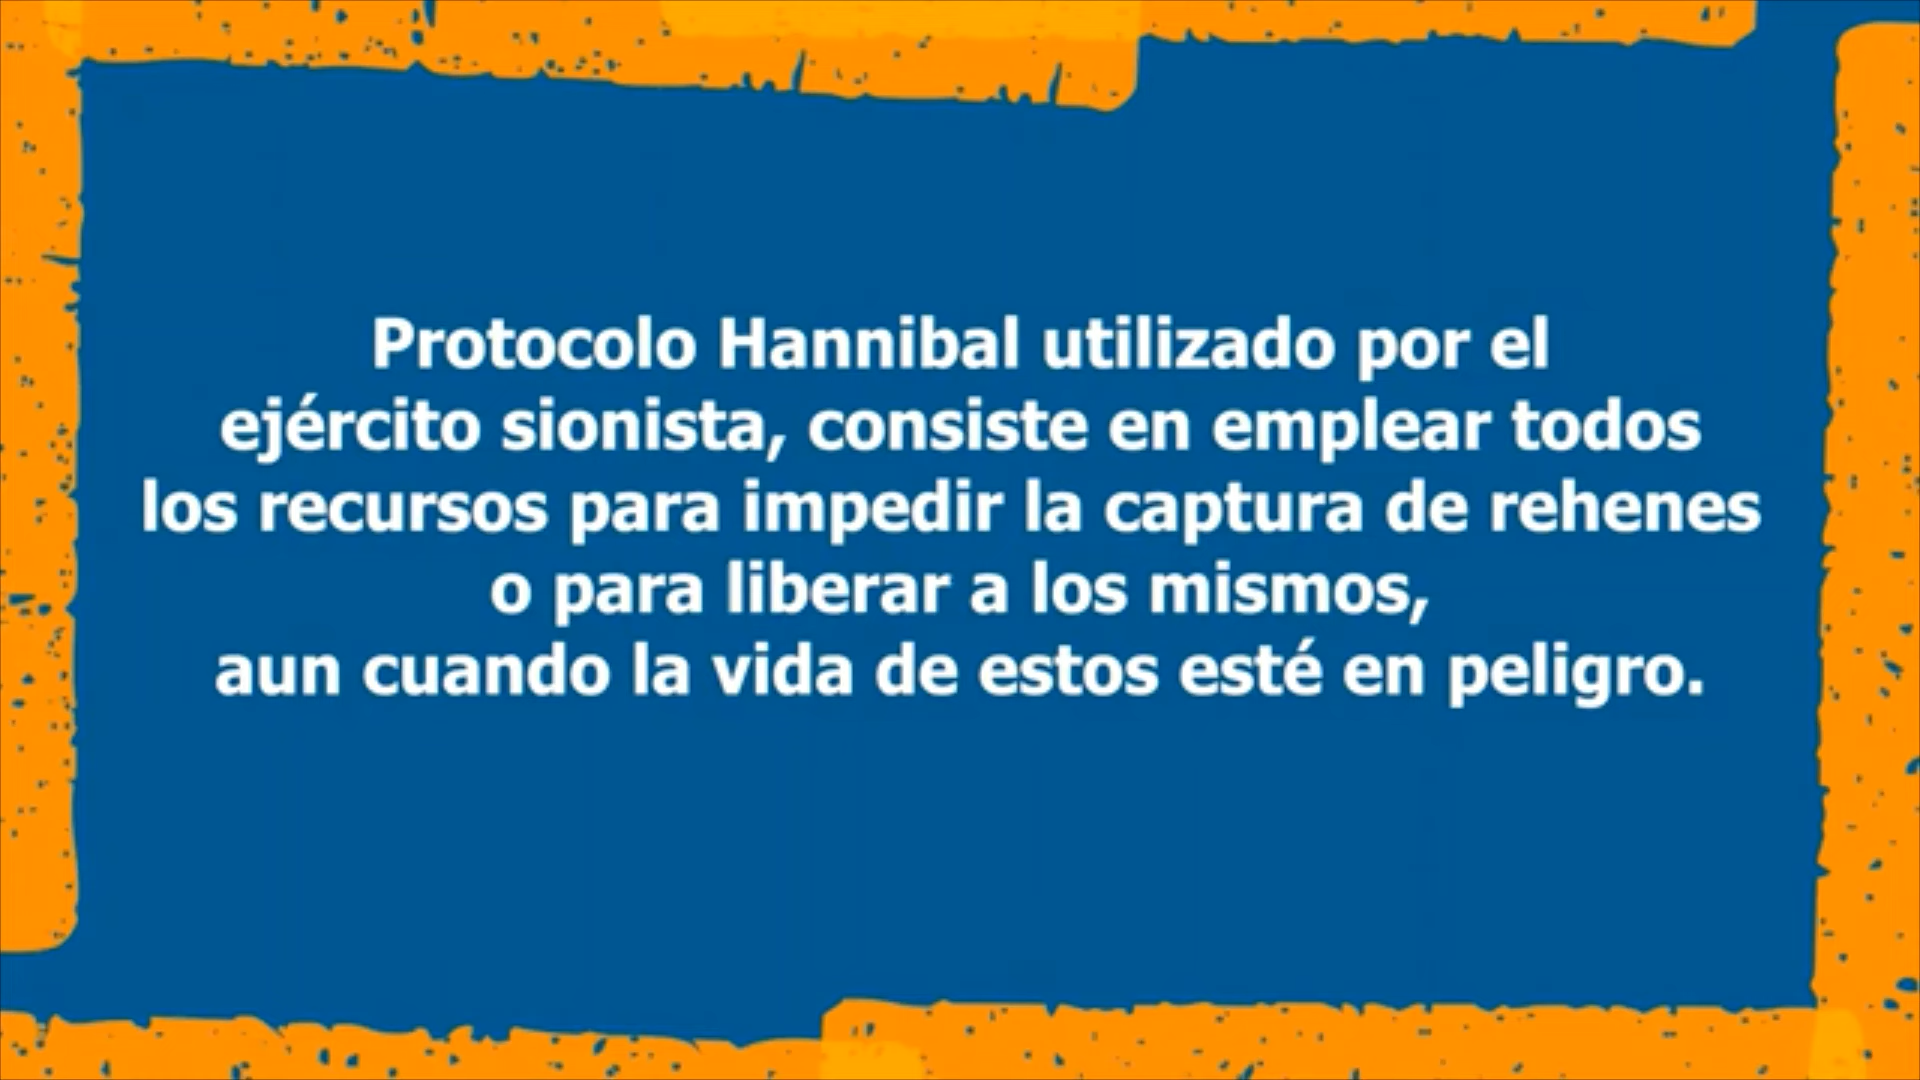 Protocolo Hannibal utilizado por el
ejército sionista, consiste en emplear todos
los recursos para impedir la captura de rehenes
o para liberar a los mismos,
aun cuando la vida de estos esté en peligro.